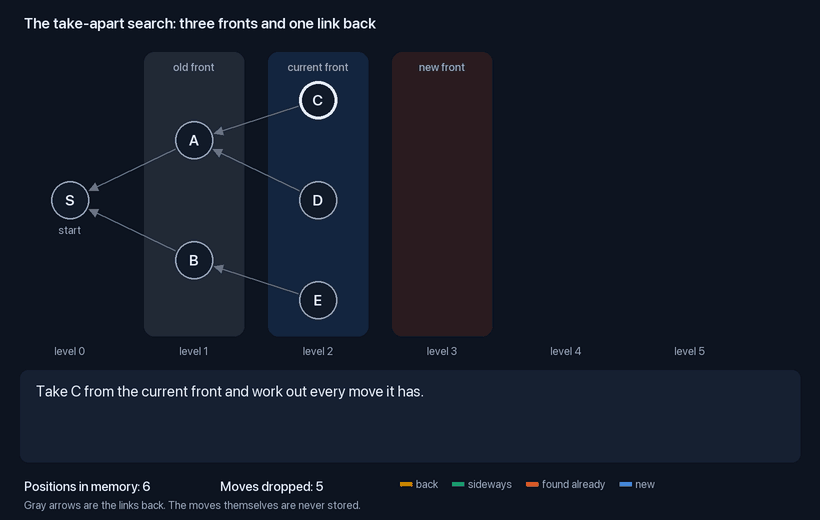 The take-apart search: three fronts and one link back
old front
current front
new front
C
A
S
D
start
B
E
level 0
level 1
level 2
level 3
level 4
level 5
Take C from the current front and work out every move it has.
Positions in memory: 6
Moves dropped: 5
back
sideways
found already
new
Gray arrows are the links back. The moves themselves are never stored.